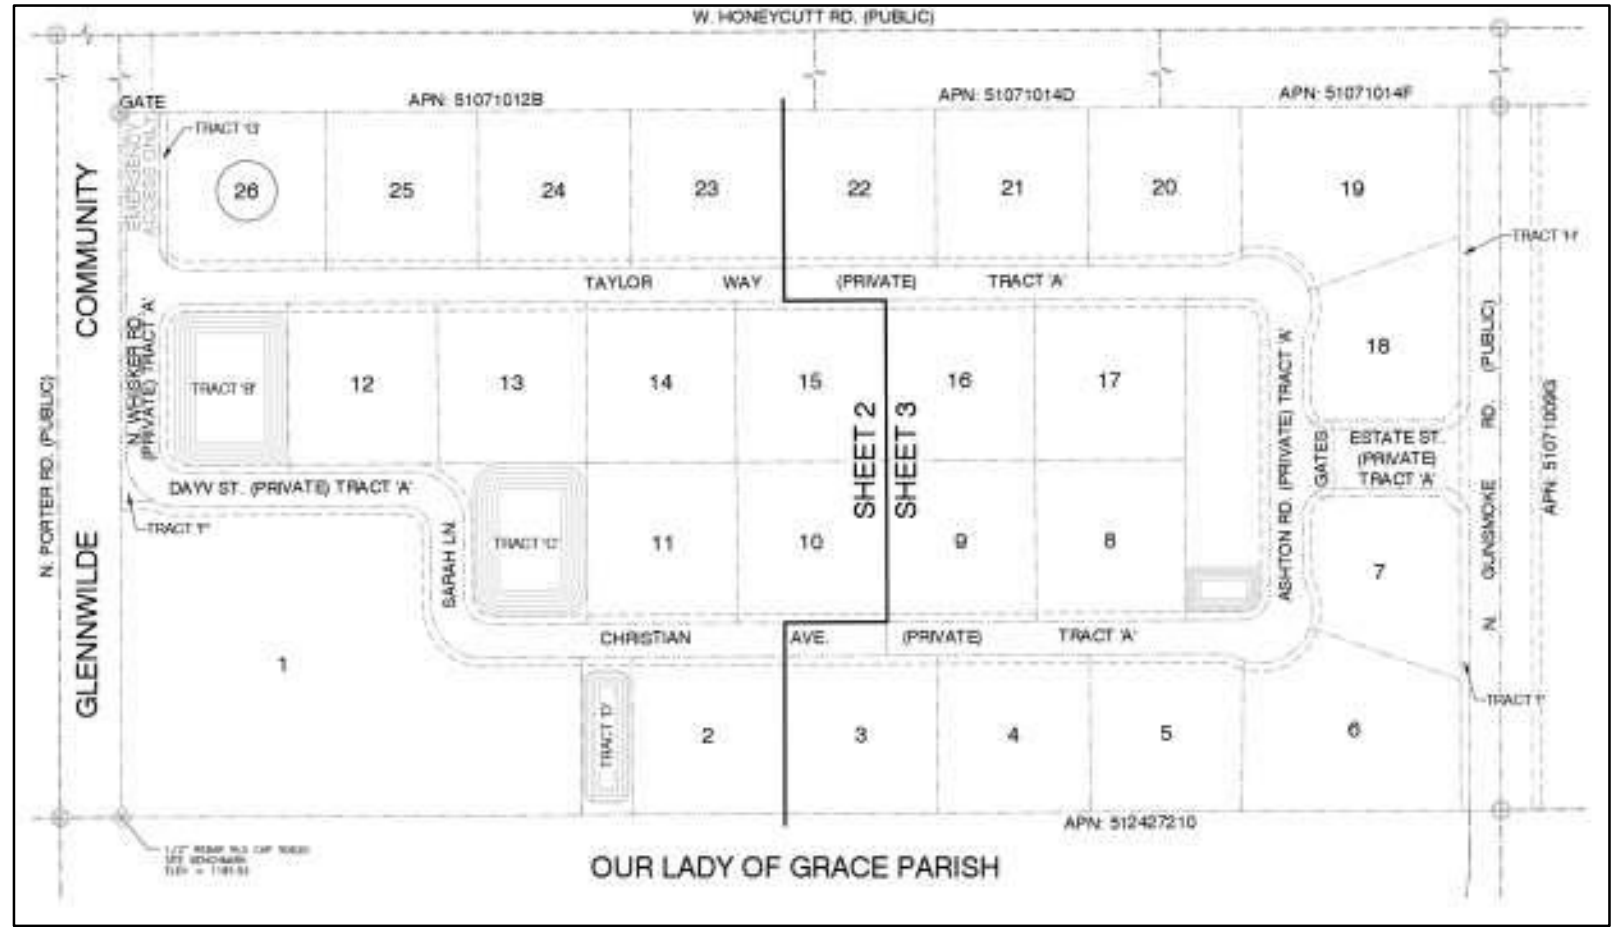 W. HONEYCUTT RD. (PUBLIC)
GATE
APN: 51071012B
APN: 51071014D
APN: 51071014F
TRACT 'G'
EMERGENCY
ACCESS ONLY
26
25
24
23
22
21
20
19
COMMUNITY
TRACT 'H'
TAYLOR WAY (PRIVATE) TRACT 'A'
N. WHISKER RD.
(PRIVATE) TRACT 'A'
TRACT 'B'
12
13
14
15
16
17
18
SHEET 2
SHEET 3
ASHTON RD. (PRIVATE) TRACT 'A'
GATES
ESTATE ST.
(PRIVATE)
TRACT 'A'
N. GUNSMOKE RD. (PUBLIC)
APN: 51071009G
N. PORTER RD. (PUBLIC)
DAYV ST. (PRIVATE) TRACT 'A'
GLENNWILDE
SARAH LN.
TRACT 'C'
11
10
9
8
7
CHRISTIAN AVE. (PRIVATE) TRACT 'A'
1
TRACT 'D'
2
3
4
5
6
APN: 512427210
SEE BENCHMARK
OUR LADY OF GRACE PARISH